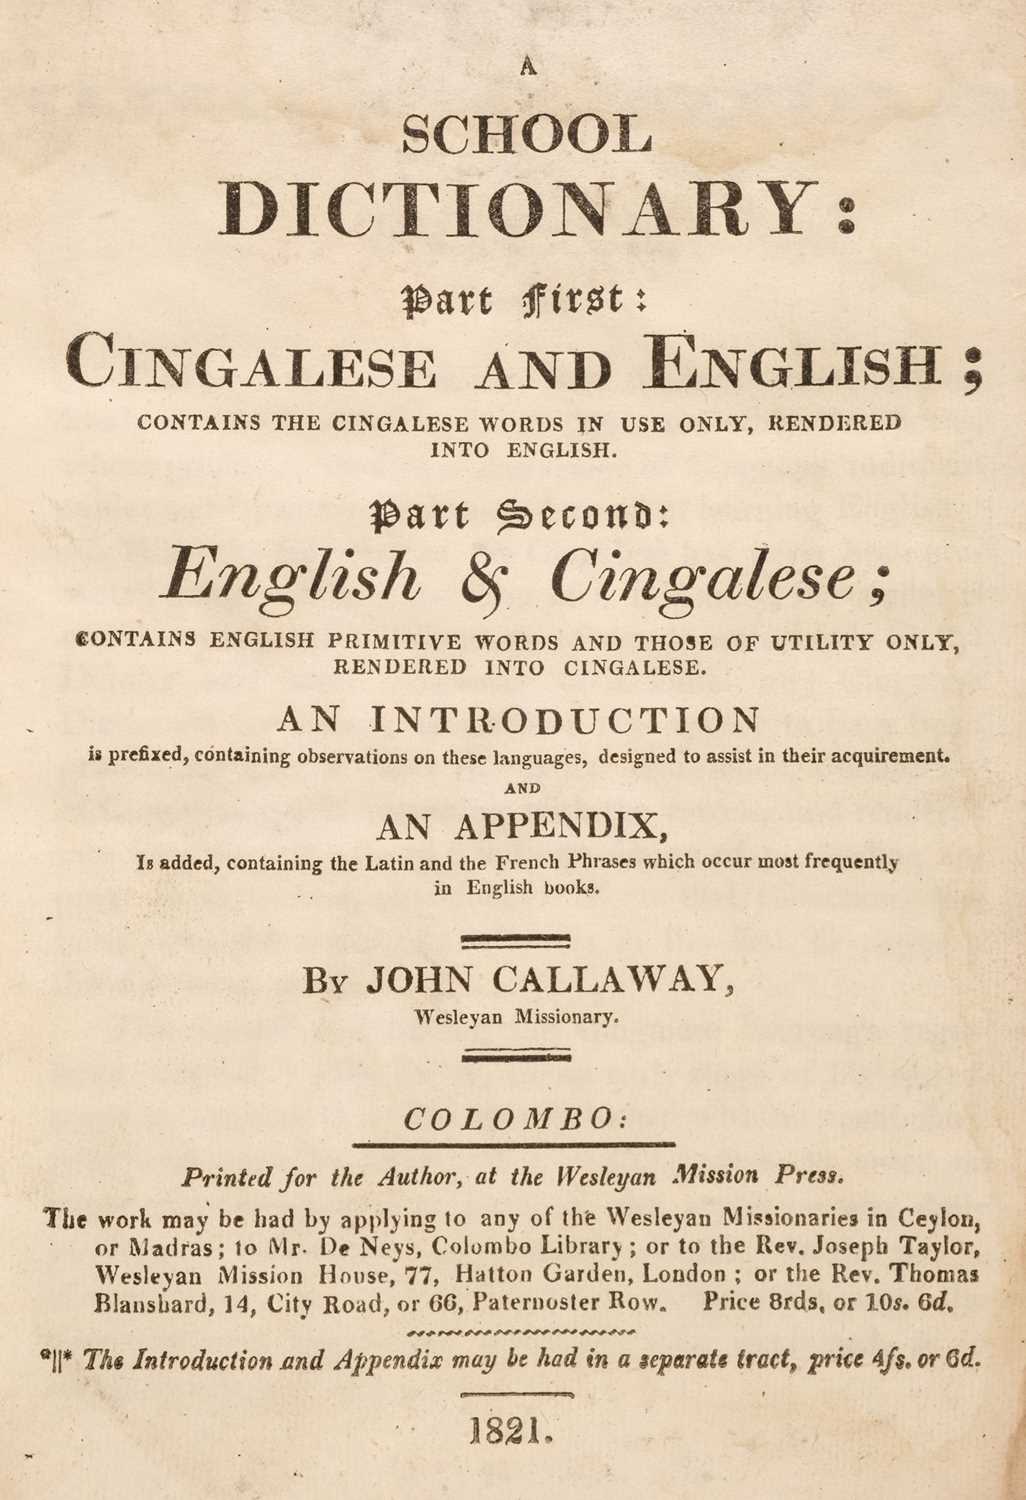 A
SCHOOL
DICTIONARY:
Part First:
CINGALESE AND ENGLISH;
CONTAINS THE CINGALESE WORDS IN USE ONLY, RENDERED
INTO ENGLISH.
Part Second:
English & Cingalese;
CONTAINS ENGLISH PRIMITIVE WORDS AND THOSE OF UTILITY ONLY,
RENDERED INTO CINGALESE.
AN INTRODUCTION
is prefixed, containing observations on these languages, designed to assist in their acquirement.
AND
AN APPENDIX,
Is added, containing the Latin and the French Phrases which occur most frequently
in English books.
By JOHN CALLAWAY,
Wesleyan Missionary.
COLOMBO:
Printed for the Author, at the Wesleyan Mission Press.
The work may be had by applying to any of the Wesleyan Missionaries in Ceylon,
or Madras; to Mr. De Neys, Colombo Library; or to the Rev. Joseph Taylor,
Wesleyan Mission House, 77, Hatton Garden, London; or the Rev. Thomas
Blanshard, 14, City Road, or 66, Paternoster Row. Price 8rds, or 10s. 6d.
*||* The Introduction and Appendix may be had in a separate tract, price 4fs. or 6d.
1821.